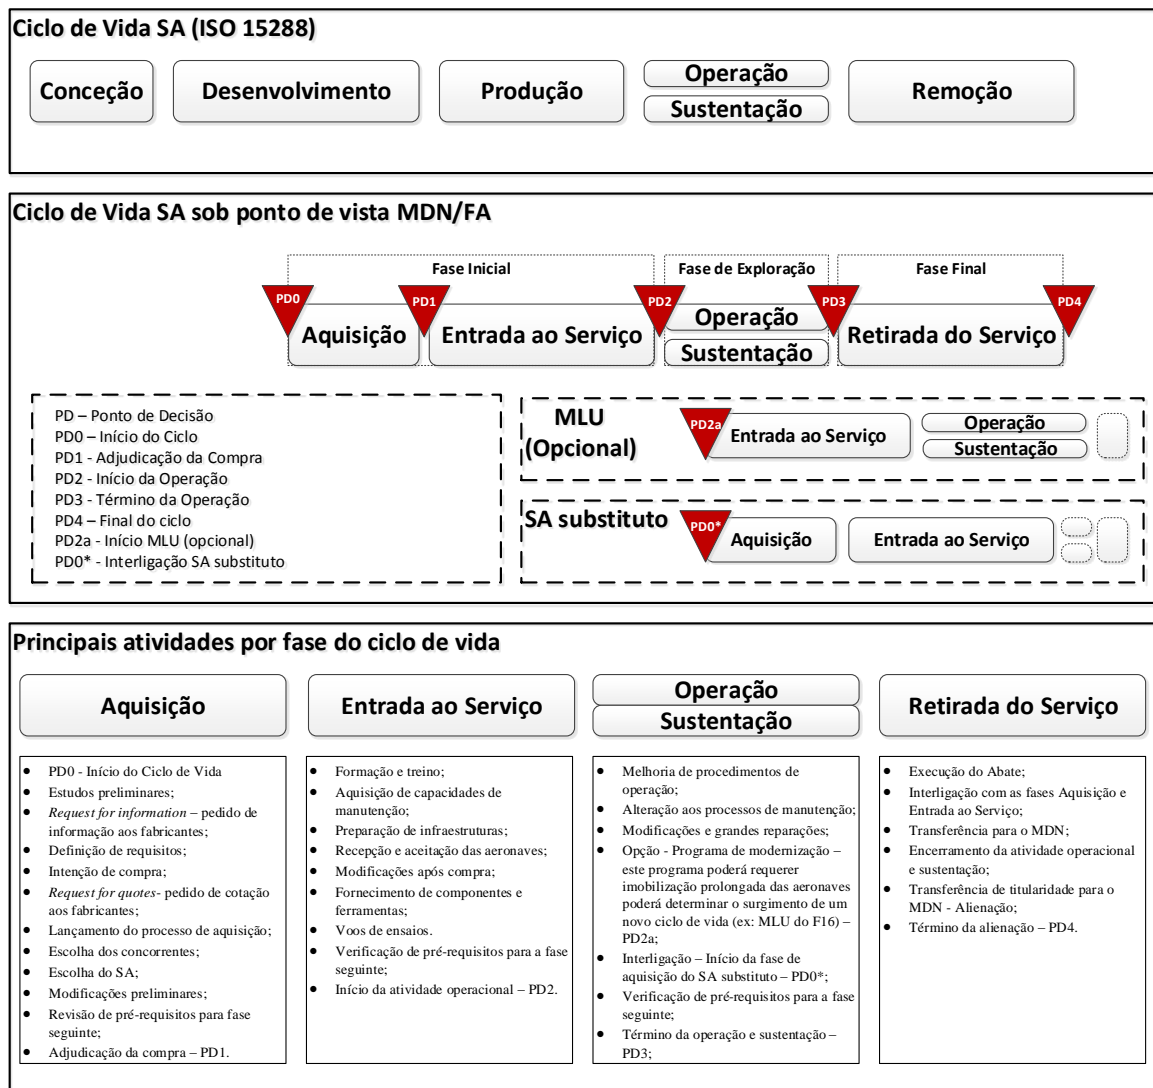 Ciclo de Vida SA (ISO 15288)
Conceção
Desenvolvimento
Produção
Operação
Sustentação
Remoção
Ciclo de Vida SA sob ponto de vista MDN/FA
Fase Inicial
Fase de Exploração
Fase Final
PD0
PD1
PD2
PD3
PD4
Aquisição
Entrada ao Serviço
Operação
Sustentação
Retirada do Serviço
PD – Ponto de Decisão
PD0 – Início do Ciclo
PD1 - Adjudicação da Compra
PD2 - Início da Operação
PD3 - Término da Operação
PD4 – Final do ciclo
PD2a - Início MLU (opcional)
PD0* - Interligação SA substituto
MLU
(Opcional)
PD2a
Entrada ao Serviço
Operação
Sustentação
SA substituto
PD0*
Aquisição
Entrada ao Serviço
Principais atividades por fase do ciclo de vida
Aquisição
• PD0 - Início do Ciclo de Vida
• Estudos preliminares;
• Request for information – pedido de
informação aos fabricantes;
• Definição de requisitos;
• Intenção de compra;
• Request for quotes- pedido de cotação
aos fabricantes;
• Lançamento do processo de aquisição;
• Escolha dos concorrentes;
• Escolha do SA;
• Modificações preliminares;
• Revisão de pré-requisitos para fase
seguinte;
• Adjudicação da compra – PD1.
Entrada ao Serviço
• Formação e treino;
• Aquisição de capacidades de
manutenção;
• Preparação de infraestruturas;
• Recepção e aceitação das aeronaves;
• Modificações após compra;
• Fornecimento de componentes e
ferramentas;
• Voos de ensaios.
• Verificação de pré-requisitos para a fase
seguinte;
• Início da atividade operacional – PD2.
Operação
Sustentação
• Melhoria de procedimentos de
operação;
• Alteração aos processos de manutenção;
• Modificações e grandes reparações;
• Opção - Programa de modernização –
este programa poderá requerer
imobilização prolongada das aeronaves
poderá determinar o surgimento de um
novo ciclo de vida (ex: MLU do F16) –
PD2a;
• Interligação – Início da fase de
aquisição do SA substituto – PD0*;
• Verificação de pré-requisitos para a fase
seguinte;
• Término da operação e sustentação –
PD3;
Retirada do Serviço
• Execução do Abate;
• Interligação com as fases Aquisição e
Entrada ao Serviço;
• Transferência para o MDN;
• Encerramento da atividade operacional
e sustentação;
• Transferência de titularidade para o
MDN - Alienação;
• Término da alienação – PD4.